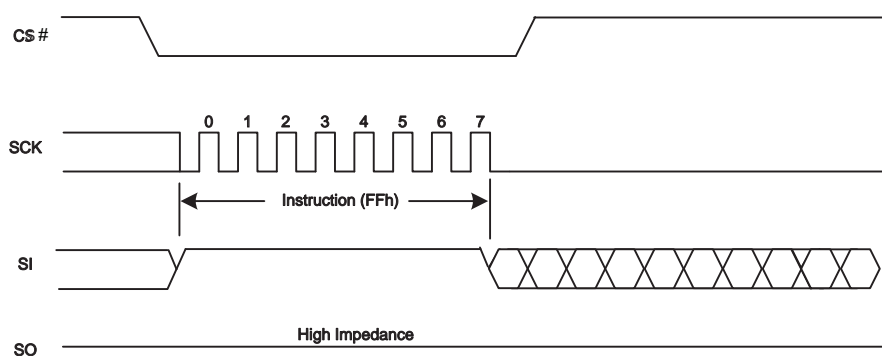 CS #
0 1 2 3 4 5 6 7
SCK
Instruction (FFh)
SI
High Impedance
SO